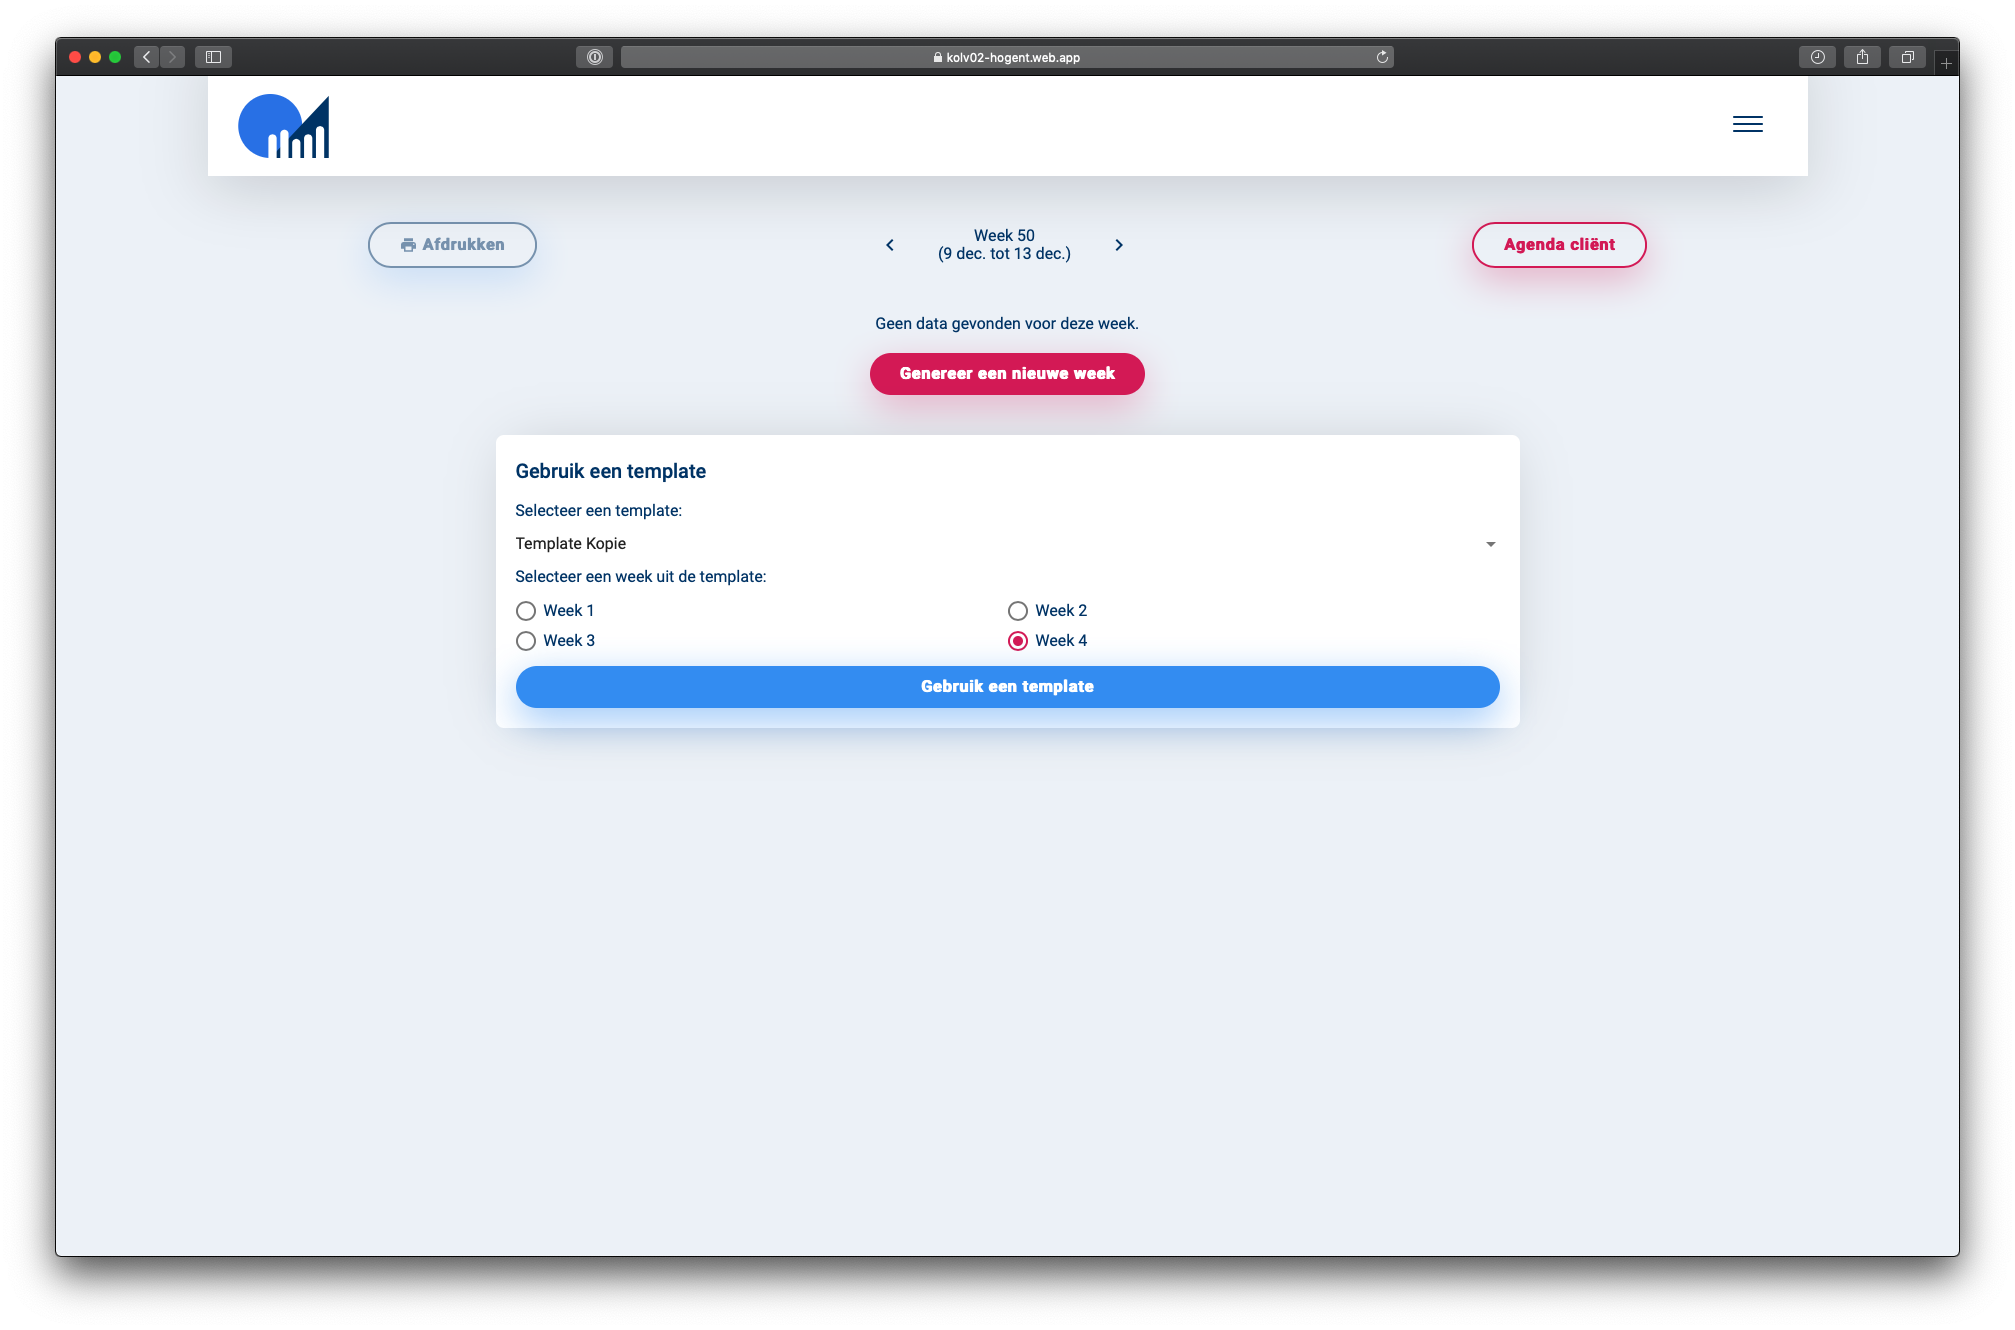 kolv02-hogent.web.app
Afdrukken
Week 50
(9 dec. tot 13 dec.)
Agenda cliënt
Geen data gevonden voor deze week.
Genereer een nieuwe week
Gebruik een template
Selecteer een template:
Template Kopie
Selecteer een week uit de template:
Week 1
Week 2
Week 3
Week 4
Gebruik een template